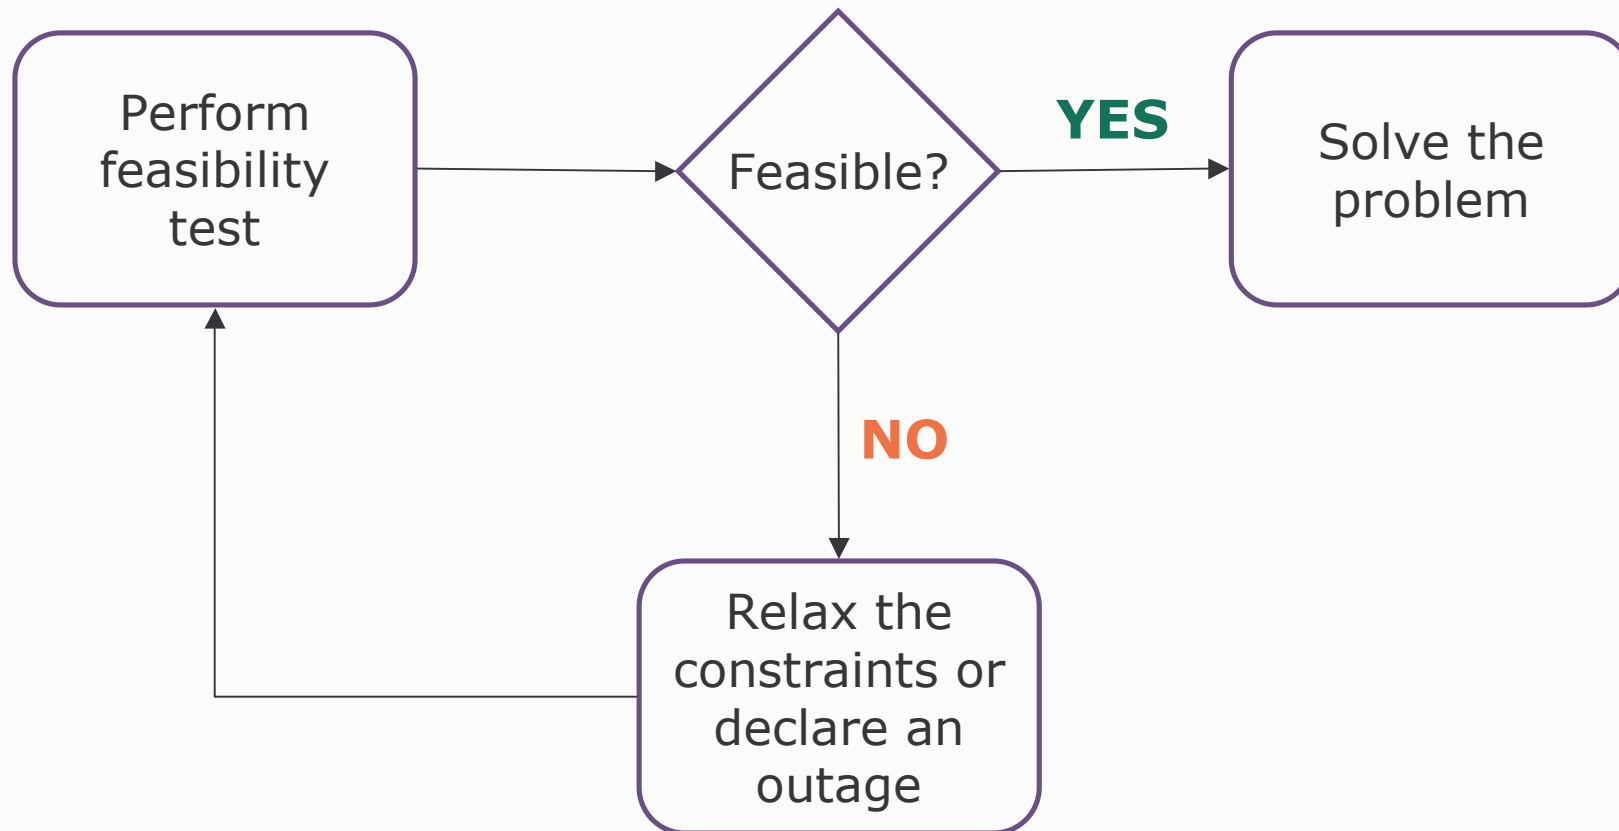 Perform
feasibility
test
Feasible?
YES
Solve the
problem
NO
Relax the
constraints or
declare an
outage